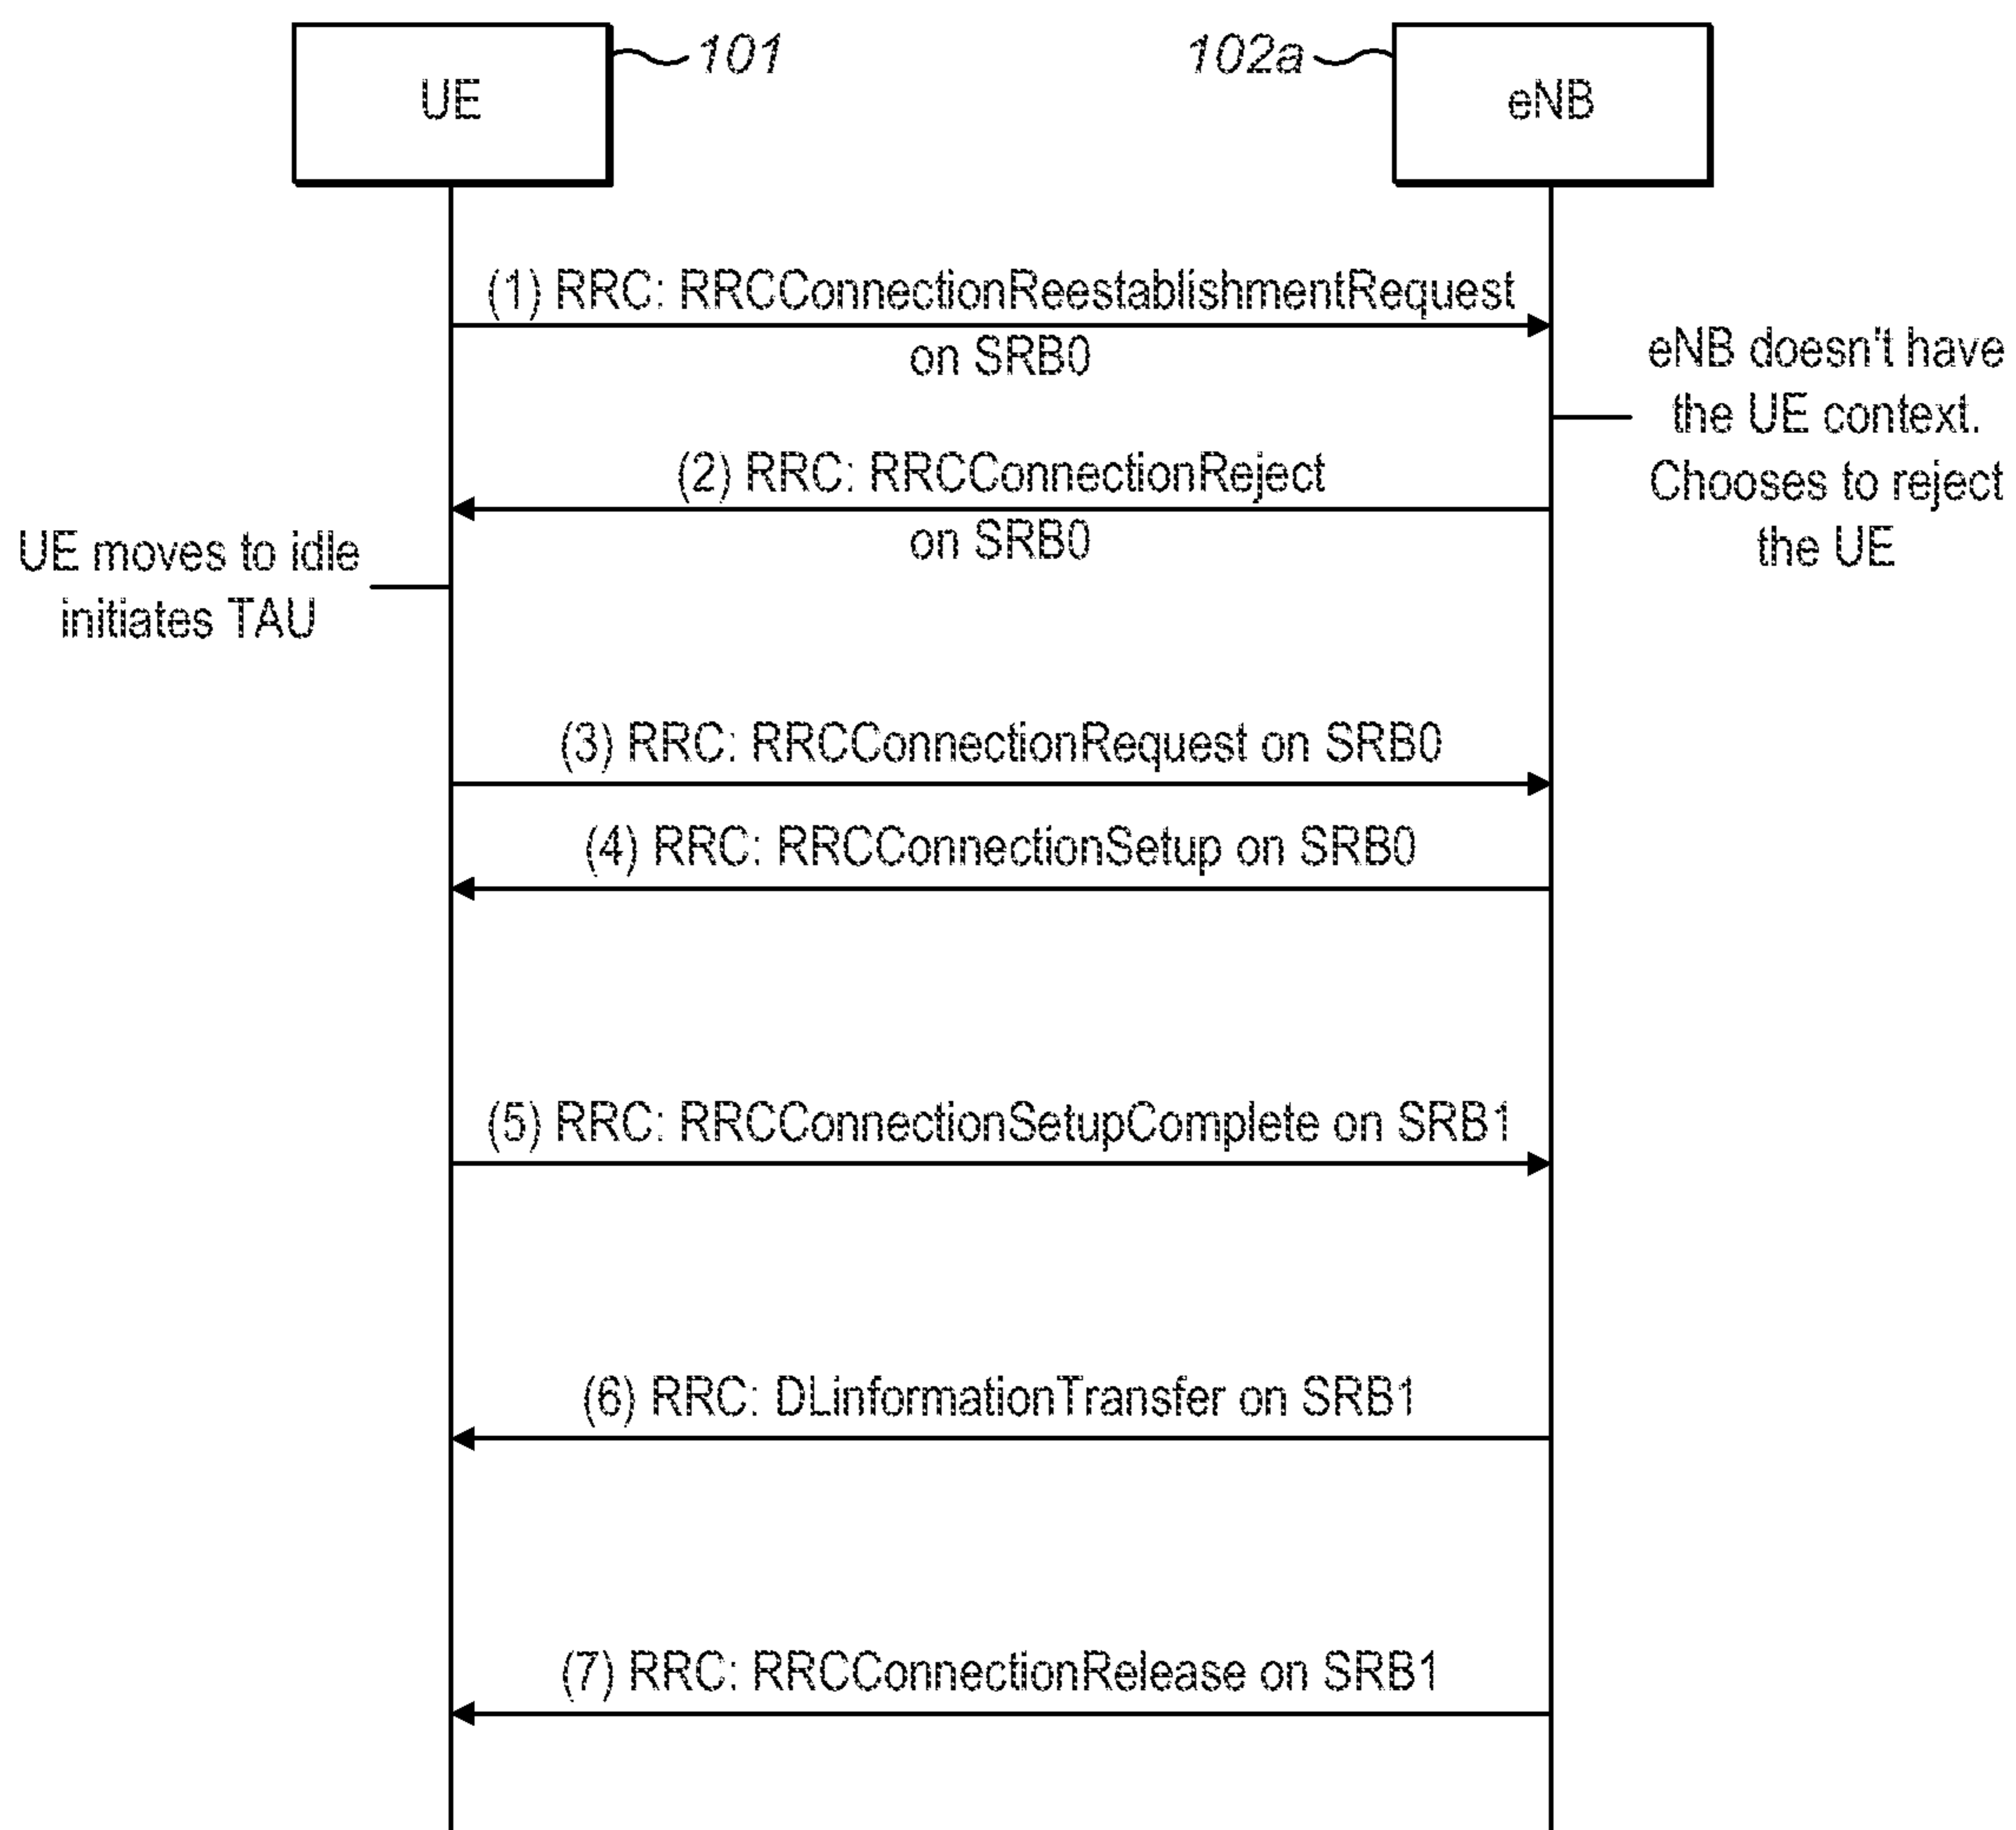 UE
101
102a
eNB
(1) RRC: RRCConnectionReestablishmentRequest
on SRB0
eNB doesn't have
the UE context.
Chooses to reject
the UE
(2) RRC: RRCConnectionReject
on SRB0
UE moves to idle
initiates TAU
(3) RRC: RRCConnectionRequest on SRB0
(4) RRC: RRCConnectionSetup on SRB0
(5) RRC: RRCConnectionSetupComplete on SRB1
(6) RRC: DLinformationTransfer on SRB1
(7) RRC: RRCConnectionRelease on SRB1